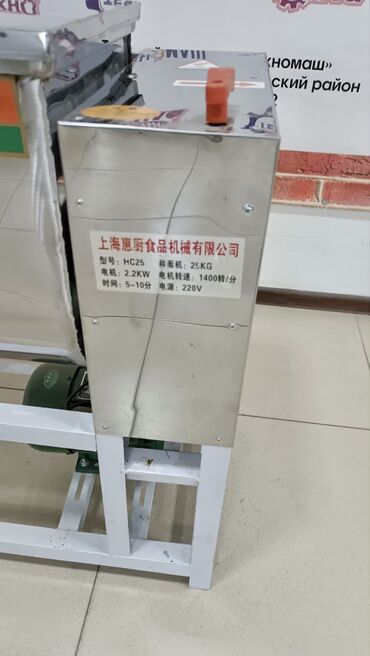 хномаш»
ский район
上海惠厨食品机械有限公司
型号: HC25 和面机: 25KG
电机: 2.2KW 电机转速: 1400转/分
时间: 5-10分 电源: 220V